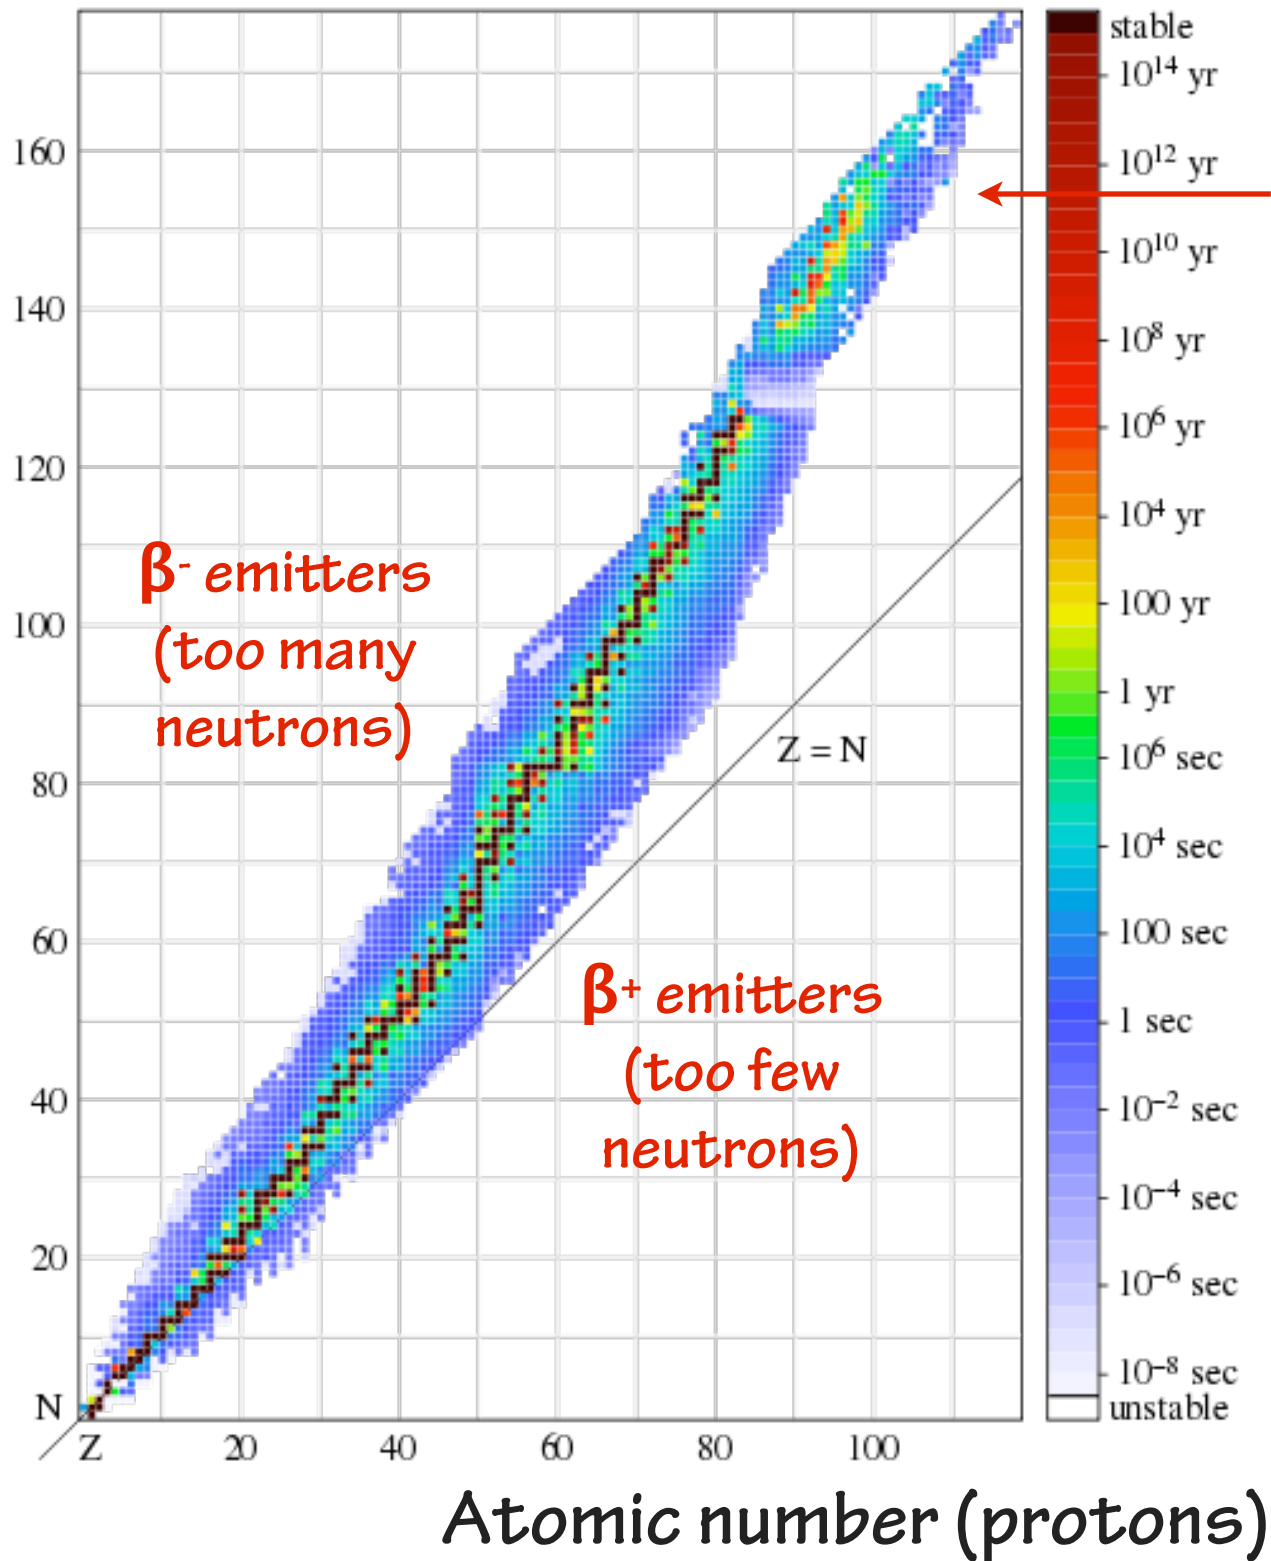 stable
10¹⁴ yr
10¹² yr
10¹⁰ yr
10⁸ yr
10⁶ yr
10⁴ yr
100 yr
1 yr
10⁶ sec
10⁴ sec
100 sec
1 sec
10⁻² sec
10⁻⁴ sec
10⁻⁶ sec
10⁻⁸ sec
unstable
160
140
120
100
80
60
40
20
N
β⁻ emitters
(too many
neutrons)
Z = N
β⁺ emitters
(too few
neutrons)
Z 20 40 60 80 100
Atomic number (protons)